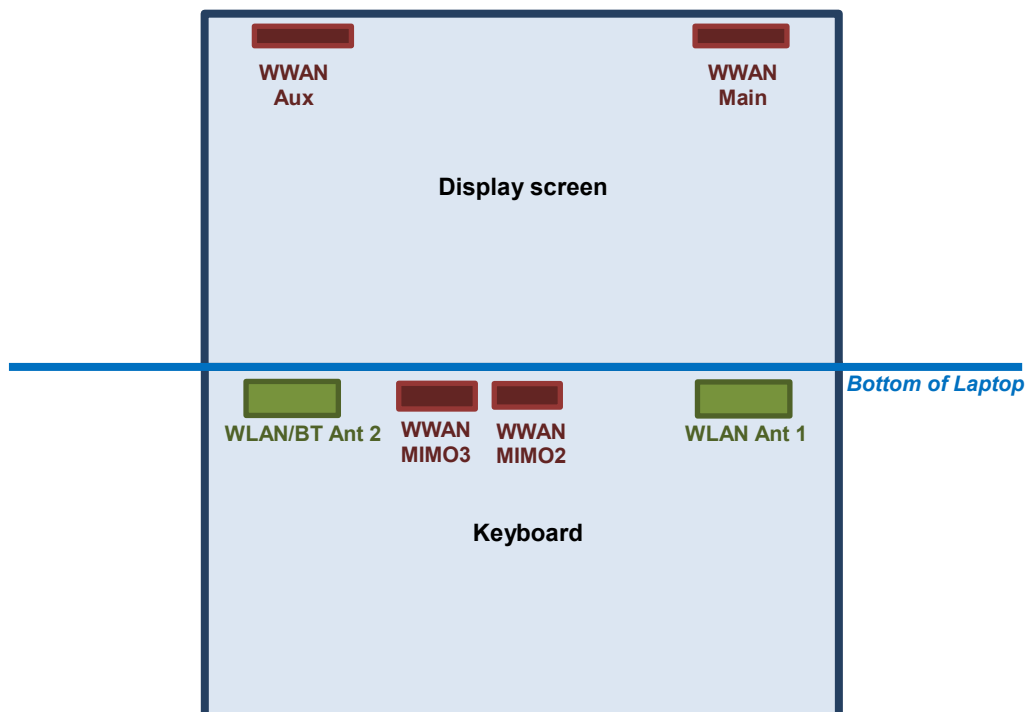 WWAN
Aux
WWAN
Main
Display screen
Bottom of Laptop
WLAN/BT Ant 2
WWAN
MIMO3
WWAN
MIMO2
WLAN Ant 1
Keyboard